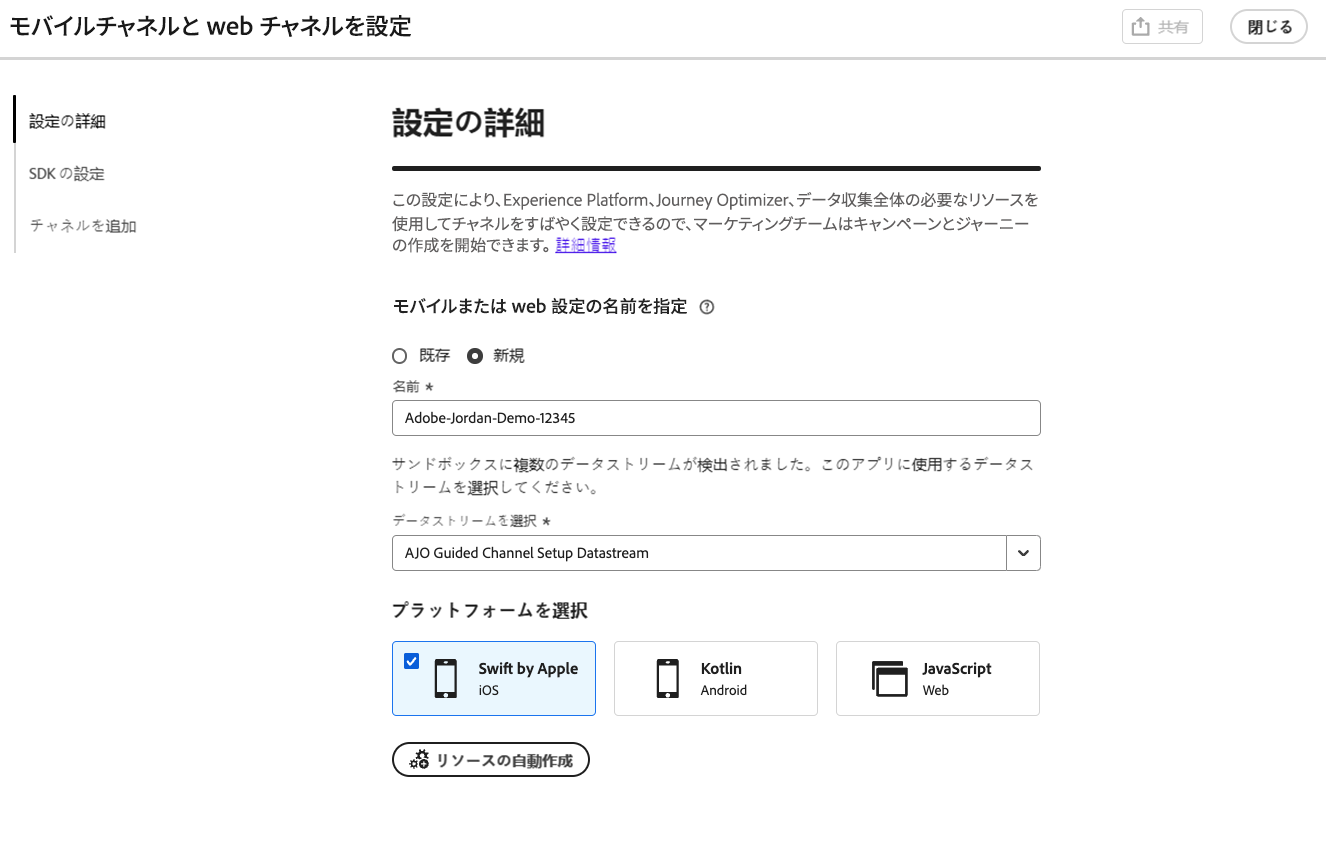 モバイルチャネルと web チャネルを設定
共有
閉じる
設定の詳細
SDK の設定
チャネルを追加
設定の詳細
この設定により、Experience Platform、Journey Optimizer、データ収集全体の必要なリソースを
使用してチャネルをすばやく設定できるので、マーケティングチームはキャンペーンとジャーニー
の作成を開始できます。詳細情報
モバイルまたは web 設定の名前を指定
既存 新規
名前 *
Adobe-Jordan-Demo-12345
サンドボックスに複数のデータストリームが検出されました。このアプリに使用するデータス
トリームを選択してください。
データストリームを選択 *
AJO Guided Channel Setup Datastream
プラットフォームを選択
Swift by Apple
iOS
Kotlin
Android
JavaScript
Web
リソースの自動作成